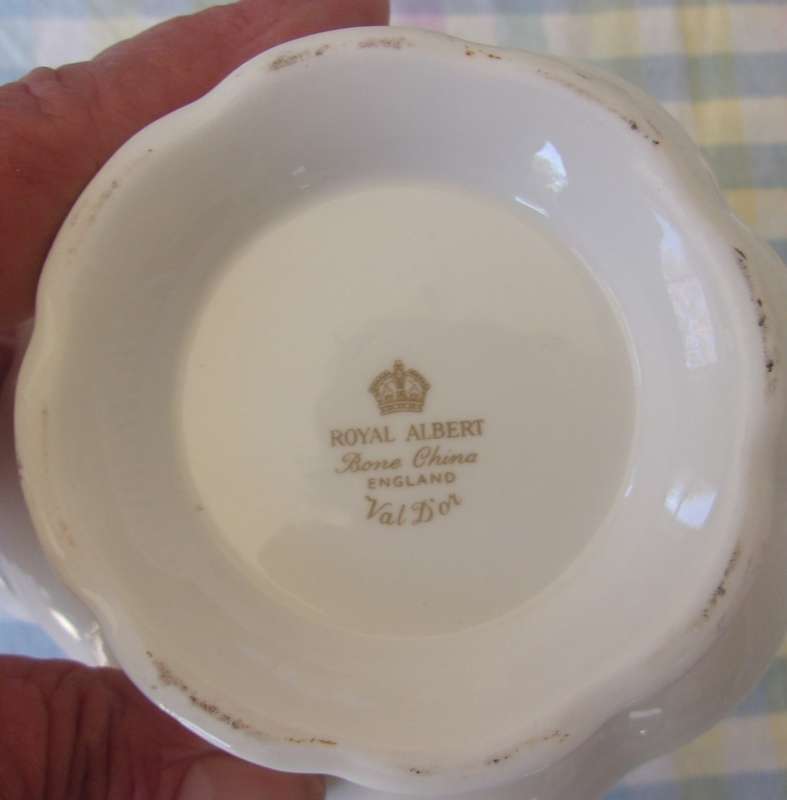 ROYAL ALBERT
Bone China
ENGLAND
Val D'or